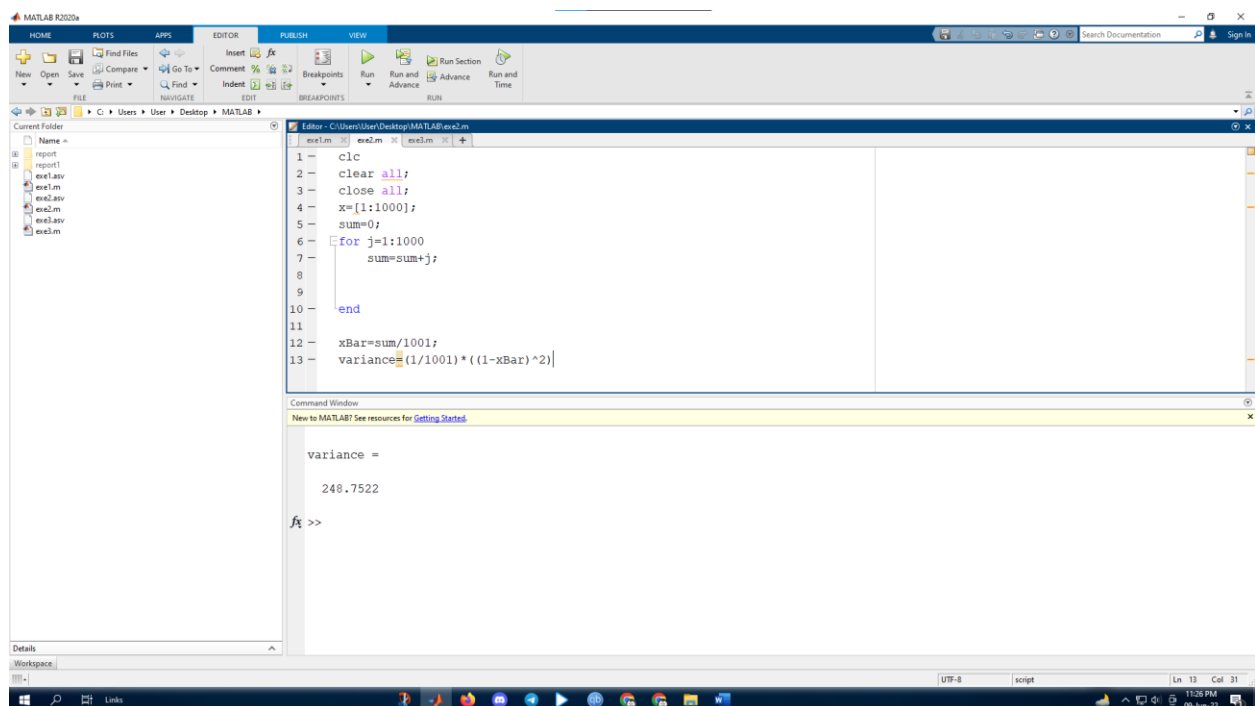 MATLAB R2020a
HOME PLOTS APPS EDITOR PUBLISH VIEW Search Documentation Sign In
Find Files Insert fx
Compare Go To Comment % Run Section
New Open Save Print Find Indent Breakpoints Run Run and Advance Advance Run and Time
FILE NAVIGATE EDIT BREAKPOINTS RUN
C: Users User Desktop MATLAB
Current Folder
Name
report
report1
exe1.asv
exe1.m
exe2.asv
exe2.m
exe3.asv
exe3.m
Editor - C:\Users\User\Desktop\MATLAB\exe2.m
exe1.m exe2.m exe3.m +
1 - clc
2 - clear all;
3 - close all;
4 - x=[1:1000];
5 - sum=0;
6 - for j=1:1000
7 - sum=sum+j;
8
9
10 - end
11
12 - xBar=sum/1001;
13 - variance=(1/1001)*((1-xBar)^2)
Command Window
New to MATLAB? See resources for Getting Started.
variance =
248.7522
fx >>
Details
Workspace
UTF-8 script Ln 13 Col 31
Links
11:26 PM
09-Jun-23